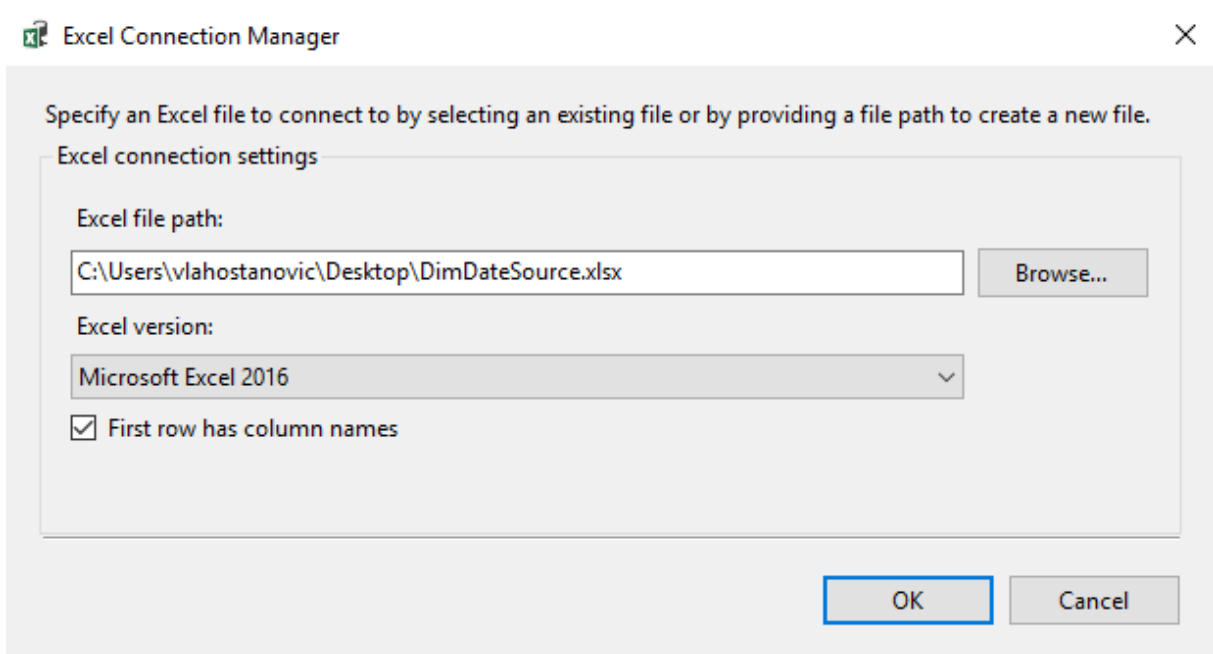 Excel Connection Manager
Specify an Excel file to connect to by selecting an existing file or by providing a file path to create a new file.
Excel connection settings
Excel file path:
C:\Users\vlahostanovic\Desktop\DimDateSource.xlsx
Browse...
Excel version:
Microsoft Excel 2016
First row has column names
OK
Cancel